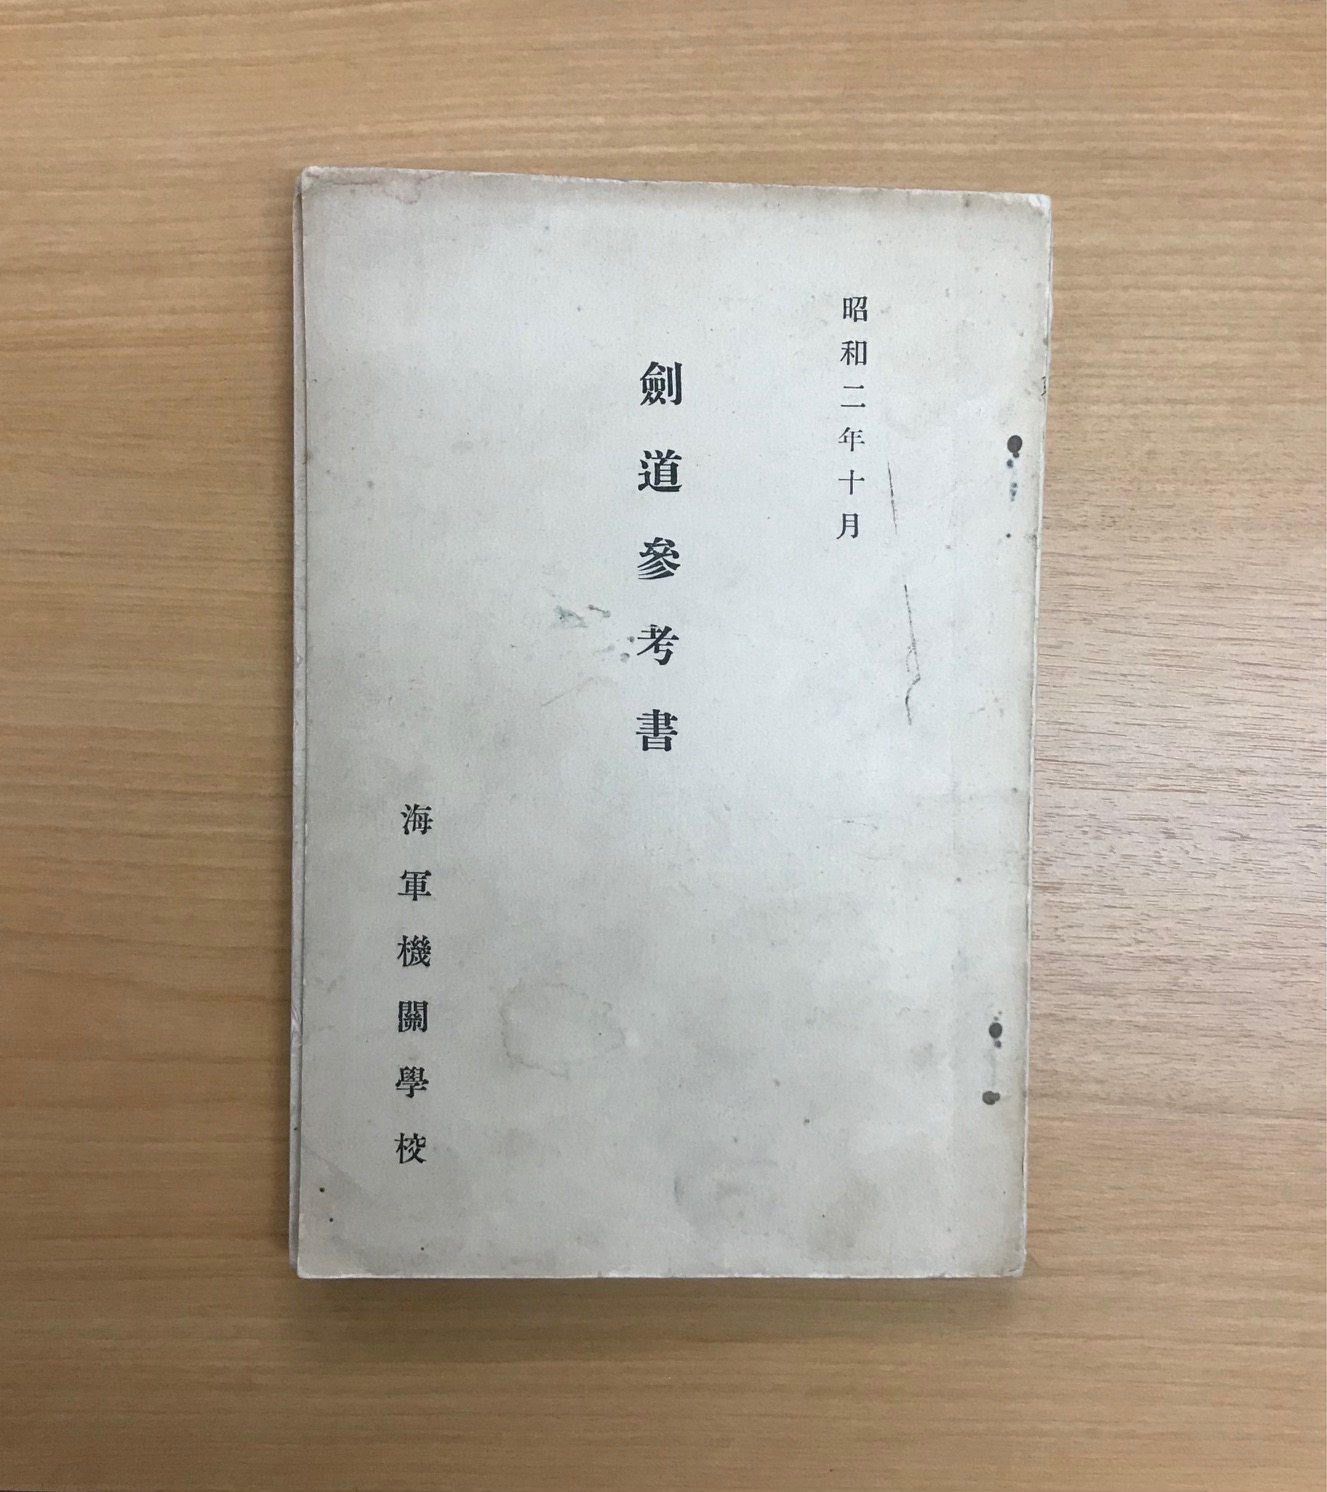 昭和二年十月
劍道參考書
海軍機關學校